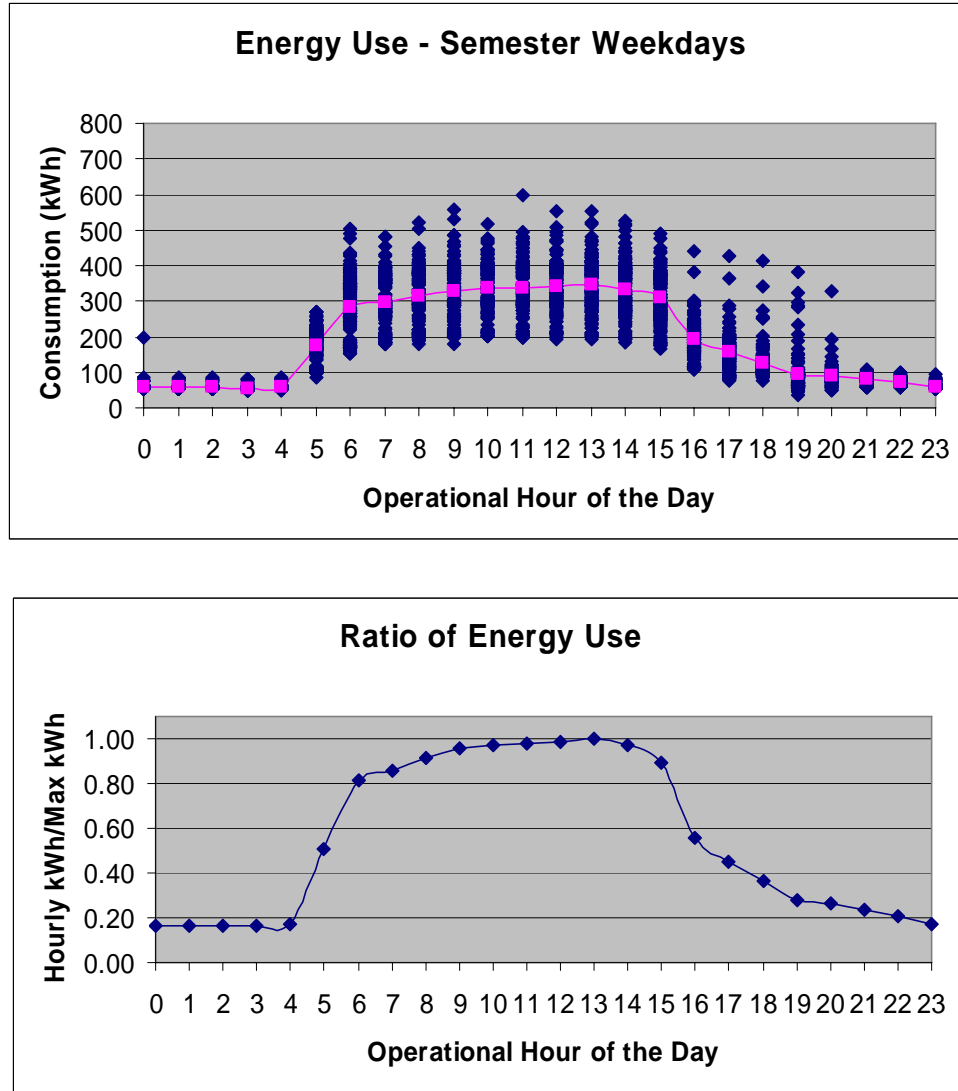 Energy Use - Semester Weekdays
Consumption (kWh)
800
700
600
500
400
300
200
100
0
0 1 2 3 4 5 6 7 8 9 10 11 12 13 14 15 16 17 18 19 20 21 22 23
Operational Hour of the Day
Ratio of Energy Use
Hourly kWh/Max kWh
1.00
0.80
0.60
0.40
0.20
0.00
0 1 2 3 4 5 6 7 8 9 10 11 12 13 14 15 16 17 18 19 20 21 22 23
Operational Hour of the Day